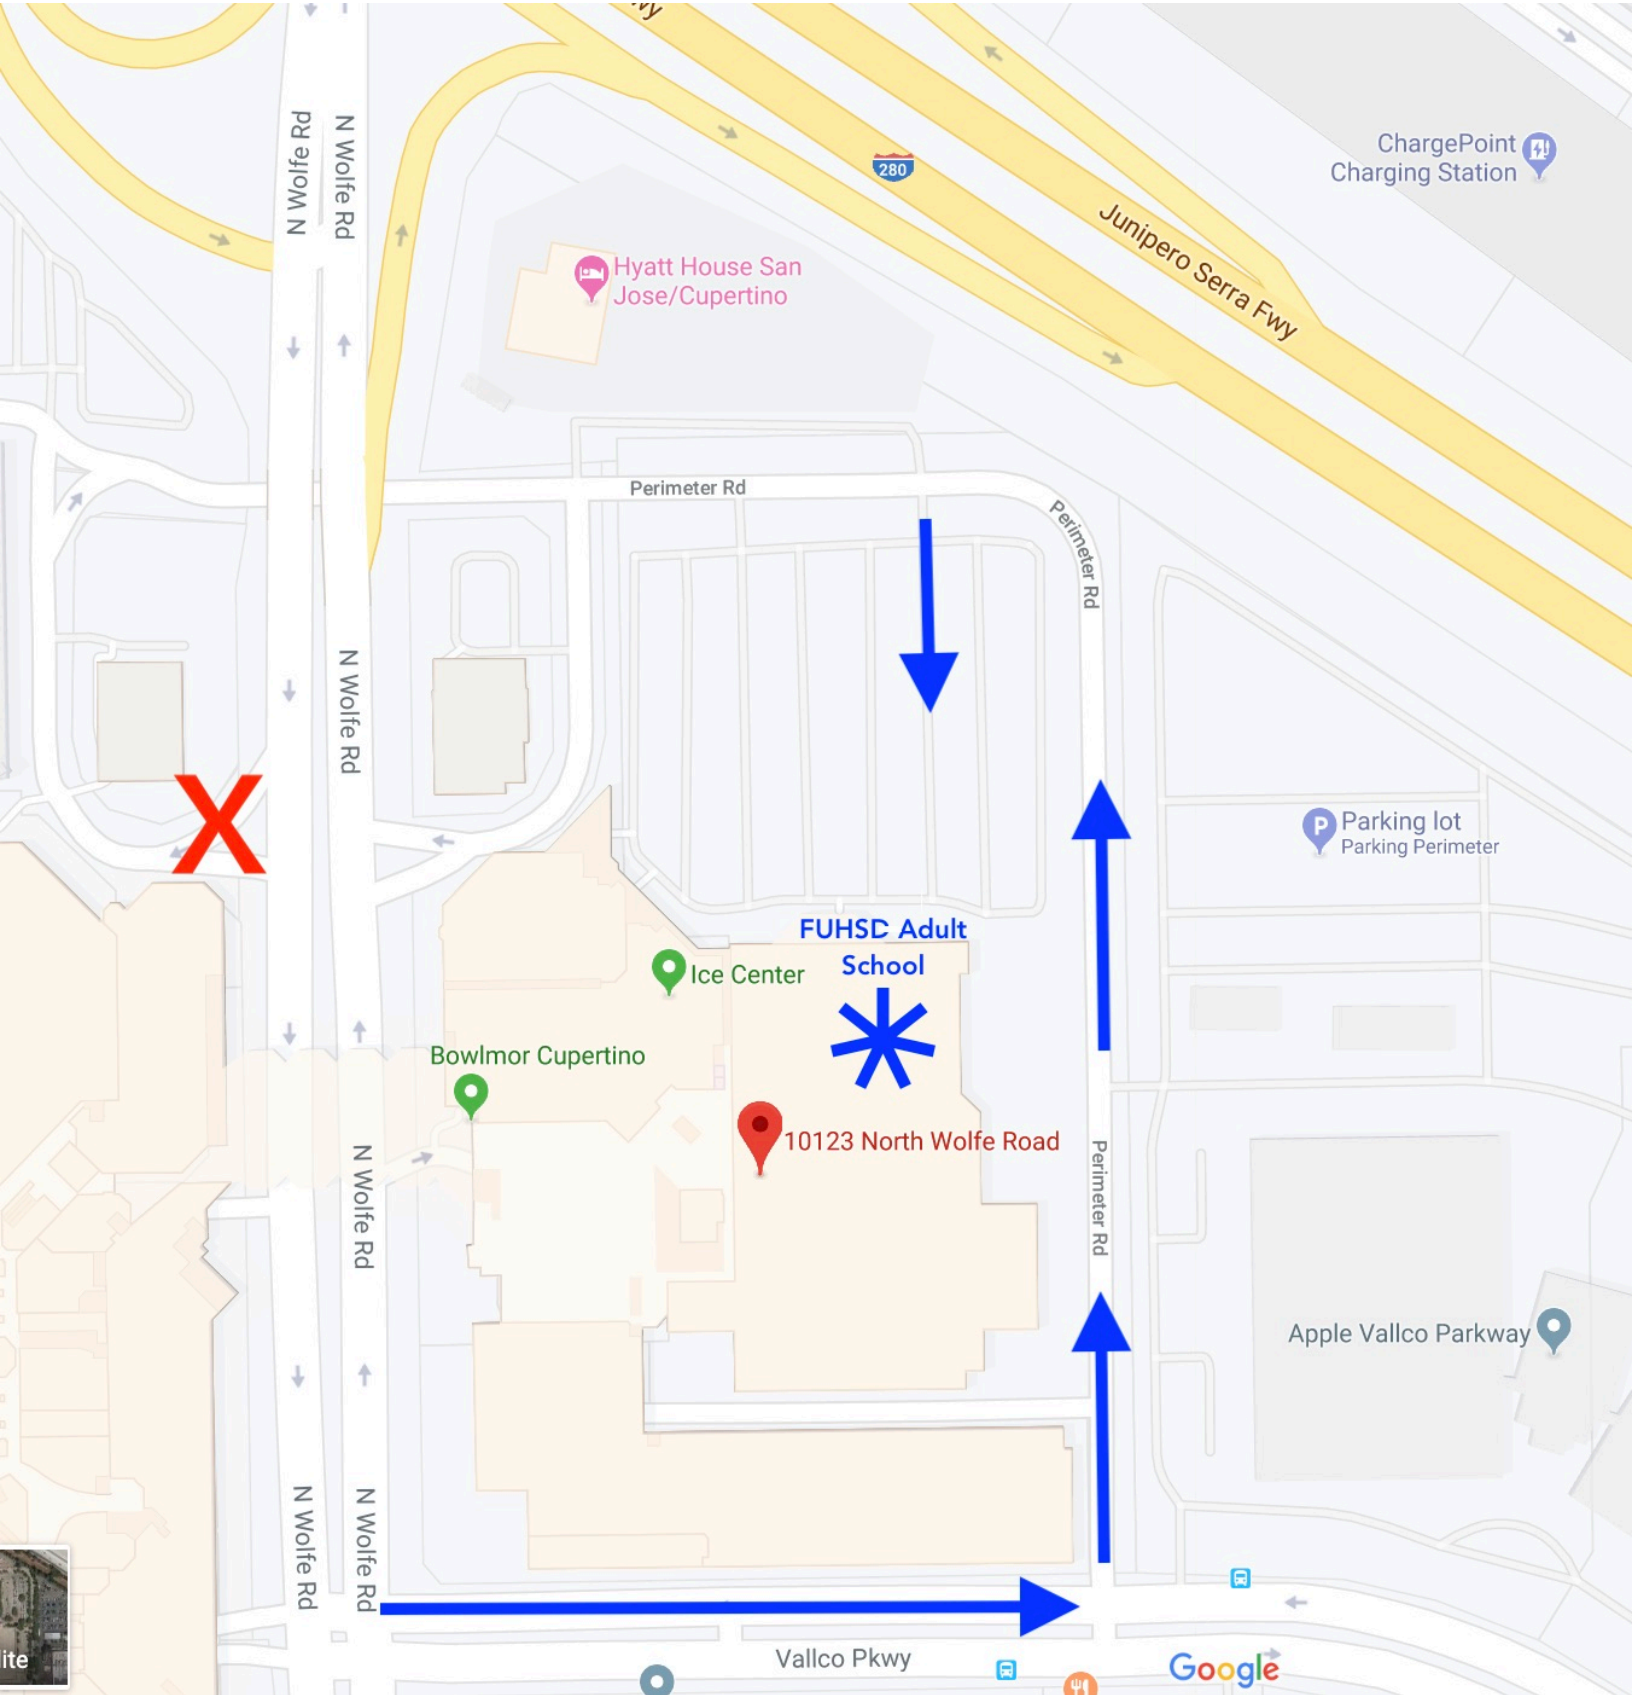 wy
N Wolfe Rd
N Wolfe Rd
280
ChargePoint
Charging Station
Junipero Serra Fwy
Hyatt House San
Jose/Cupertino
Perimeter Rd
Perimeter Rd
N Wolfe Rd
X
P
Parking lot
Parking Perimeter
FUHSD Adult
School
Ice Center
Bowlmor Cupertino
10123 North Wolfe Road
N Wolfe Rd
Perimeter Rd
Apple Vallco Parkway
N Wolfe Rd
N Wolfe Rd
lite
Vallco Pkwy
Google